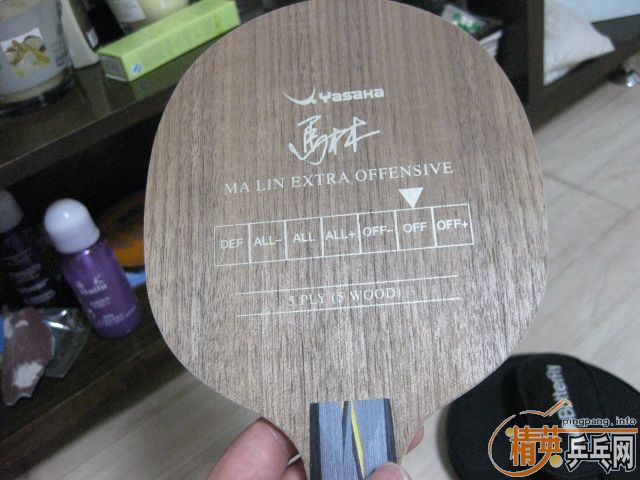 Yasaka
馬林
MA LIN EXTRA OFFENSIVE
DEF ALL- ALL ALL+ OFF- OFF OFF+
5 PLY (5 WOOD)
Butterfly
pingpang.info
精英乒乓网